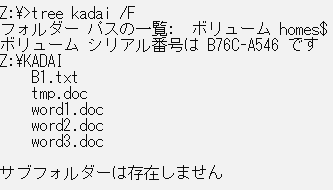 Z:¥>tree kadai /F
フォルダー パスの一覧:  ボリューム homes$
ボリューム シリアル番号は B76C-A546 です
Z:¥KADAI
    B1.txt
    tmp.doc
    word1.doc
    word2.doc
    word3.doc
サブフォルダーは存在しません